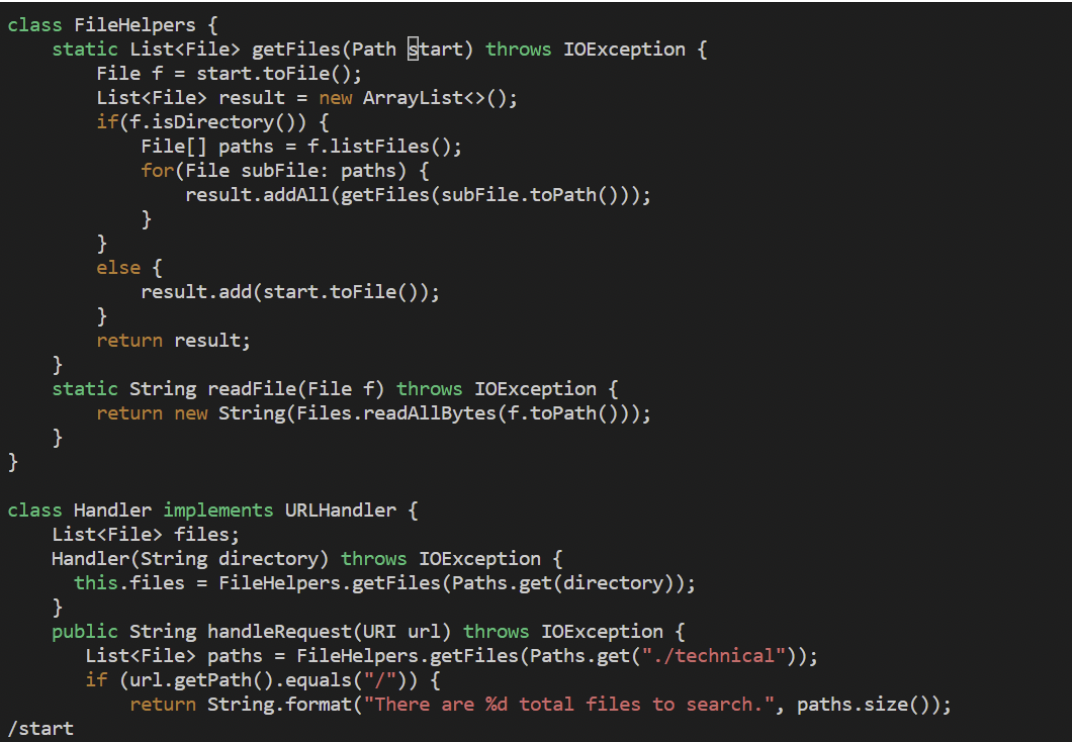 class FileHelpers {
    static List<File> getFiles(Path start) throws IOException {
        File f = start.toFile();
        List<File> result = new ArrayList<>();
        if(f.isDirectory()) {
            File[] paths = f.listFiles();
            for(File subFile: paths) {
                result.addAll(getFiles(subFile.toPath()));
            }
        }
        else {
            result.add(start.toFile());
        }
        return result;
    }
    static String readFile(File f) throws IOException {
        return new String(Files.readAllBytes(f.toPath()));
    }
}

class Handler implements URLHandler {
    List<File> files;
    Handler(String directory) throws IOException {
      this.files = FileHelpers.getFiles(Paths.get(directory));
    }
    public String handleRequest(URI url) throws IOException {
       List<File> paths = FileHelpers.getFiles(Paths.get("./technical"));
       if (url.getPath().equals("/")) {
           return String.format("There are %d total files to search.", paths.size());
/start